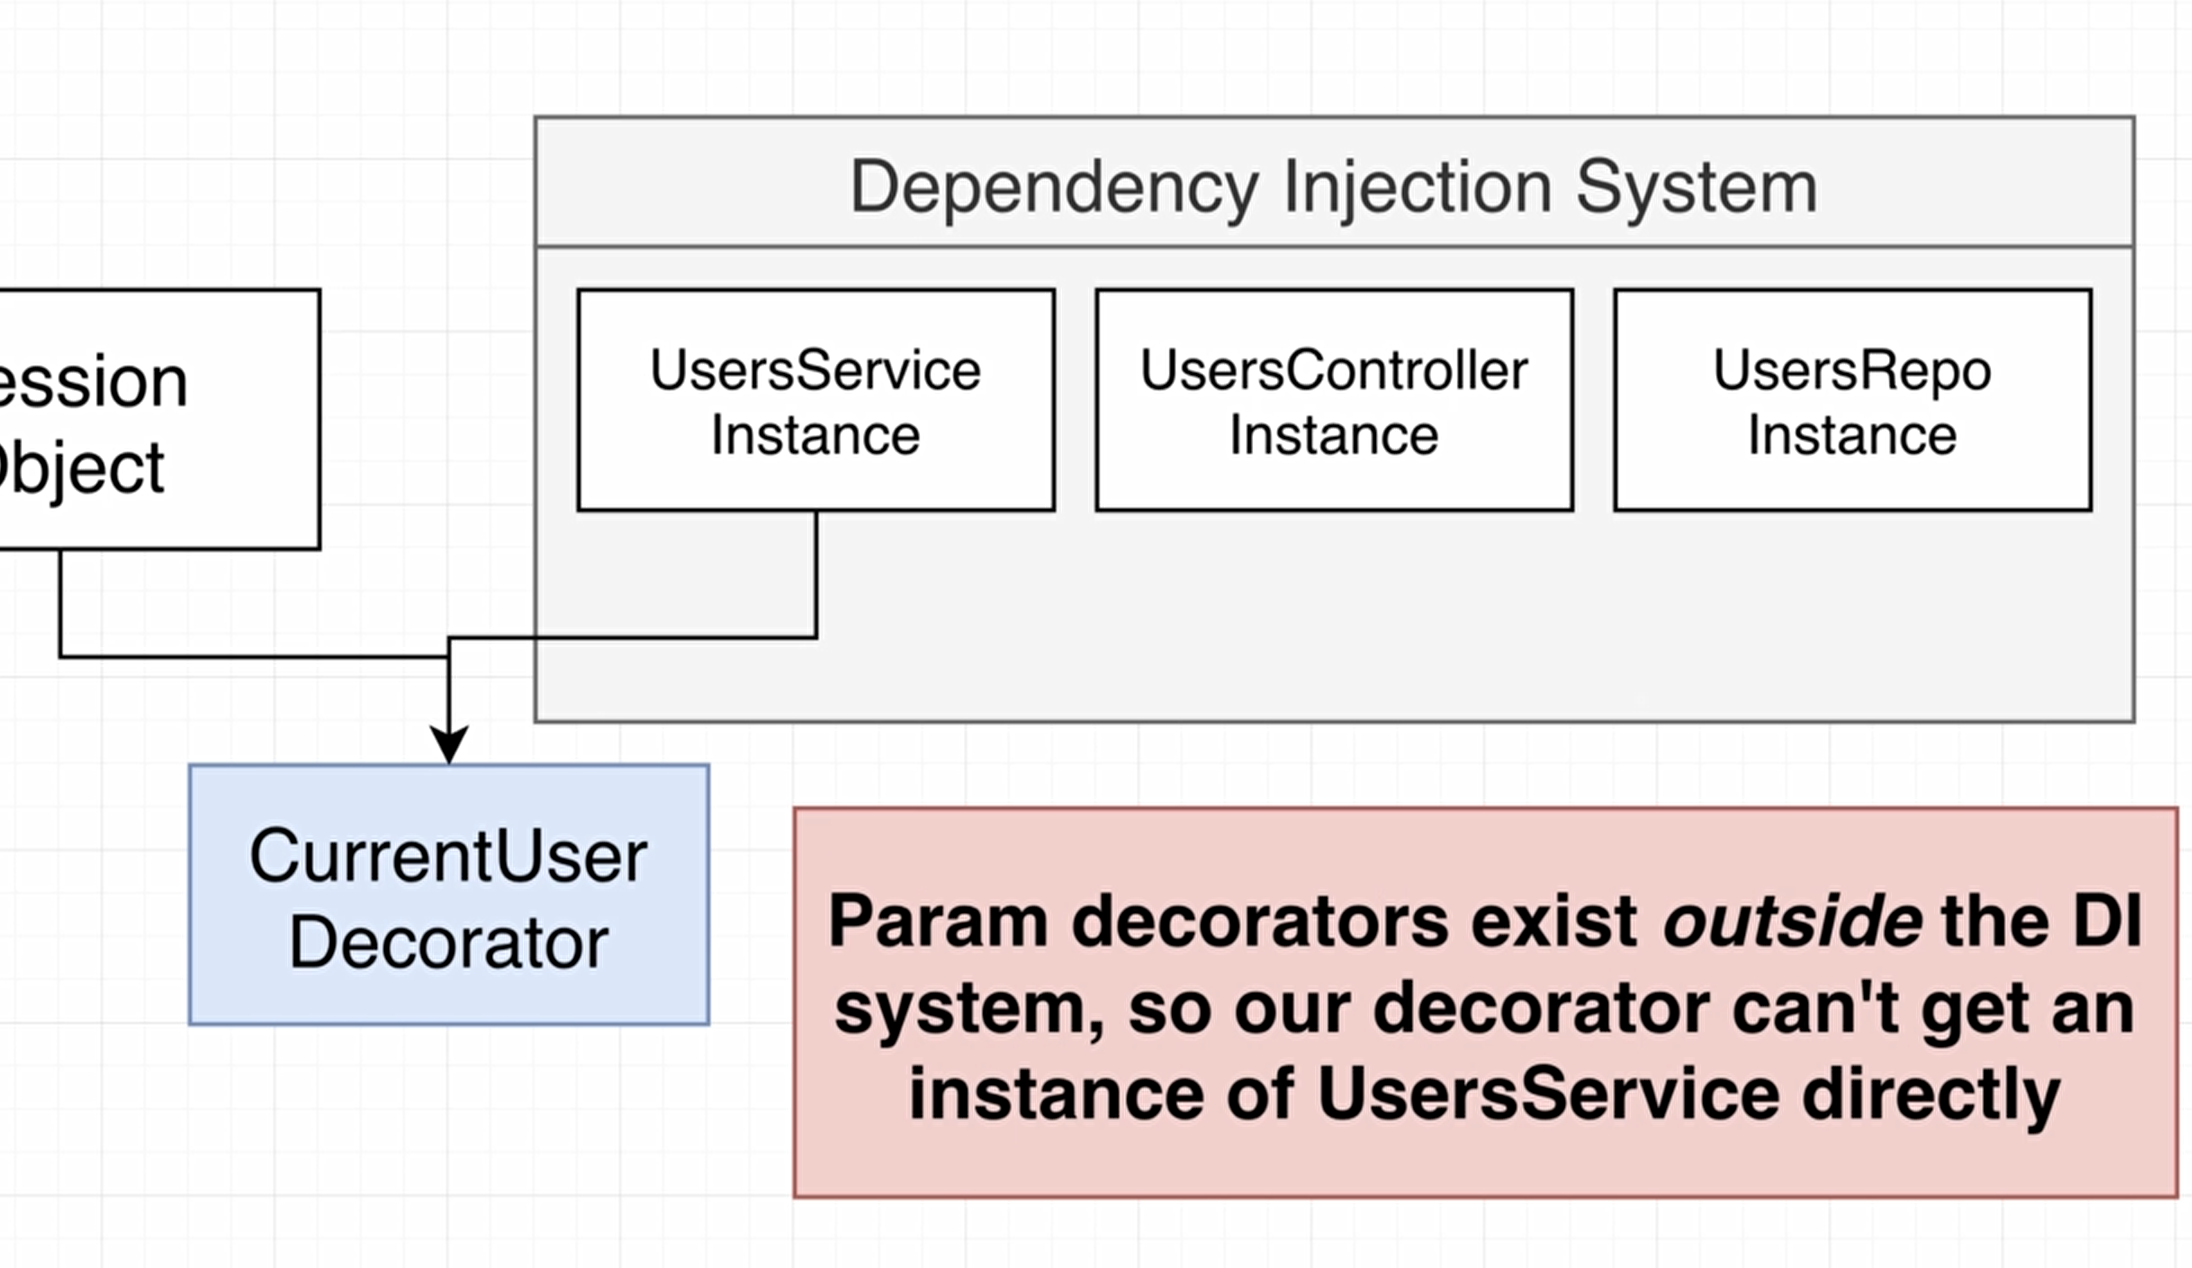 Dependency Injection System
ession
Object
UsersService
Instance
UsersController
Instance
UsersRepo
Instance
CurrentUser
Decorator
Param decorators exist outside the DI
system, so our decorator can't get an
instance of UsersService directly